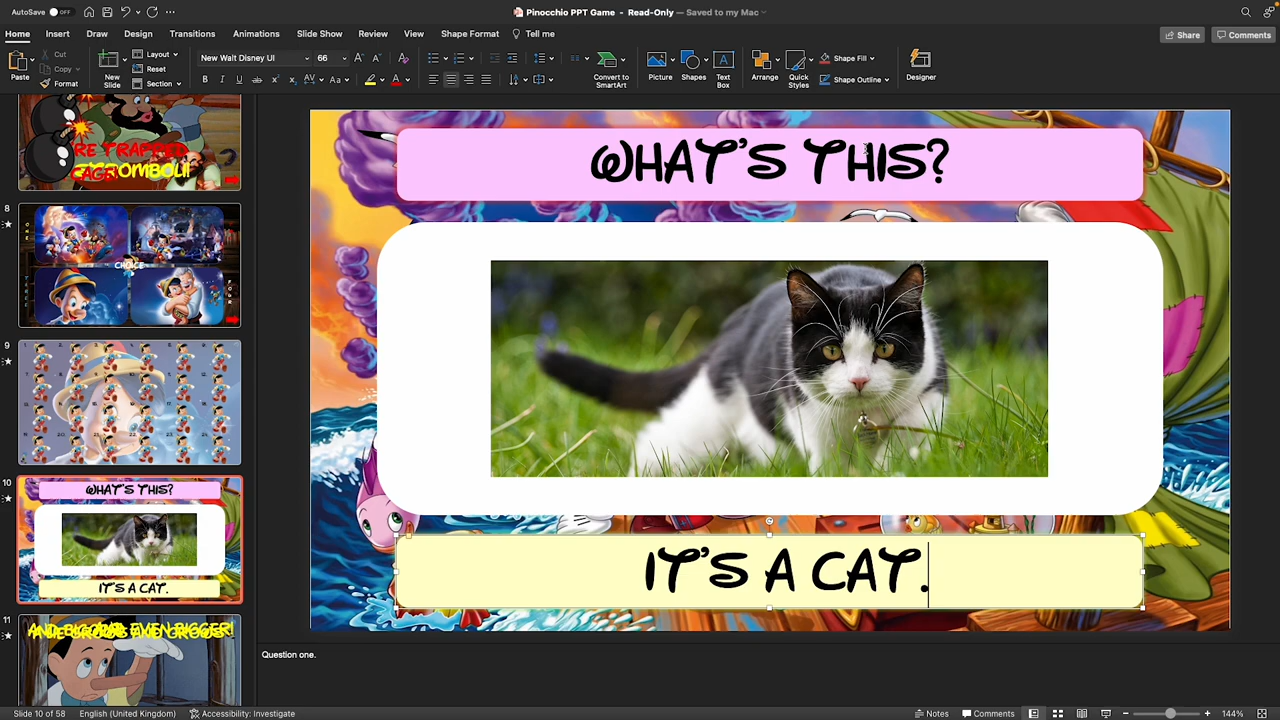 AutoSave OFF
Pinocchio PPT Game - Read-Only — Saved to my Mac
Home Insert Draw Design Transitions Animations Slide Show Review View Shape Format Tell me
Share Comments
Paste
Cut
Copy
Format
New Slide
Layout
Reset
Section
New Walt Disney UI 66
Convert to SmartArt
Picture
Shapes
Text Box
Arrange
Quick Styles
Shape Fill
Shape Outline
Designer
8
CHOICE
9
10
WHAT'S THIS?
IT'S A CAT.
11
WHAT'S THIS?
IT'S A CAT.
Question one.
Slide 10 of 58 English (United Kingdom) Accessibility: Investigate
Notes Comments 144%